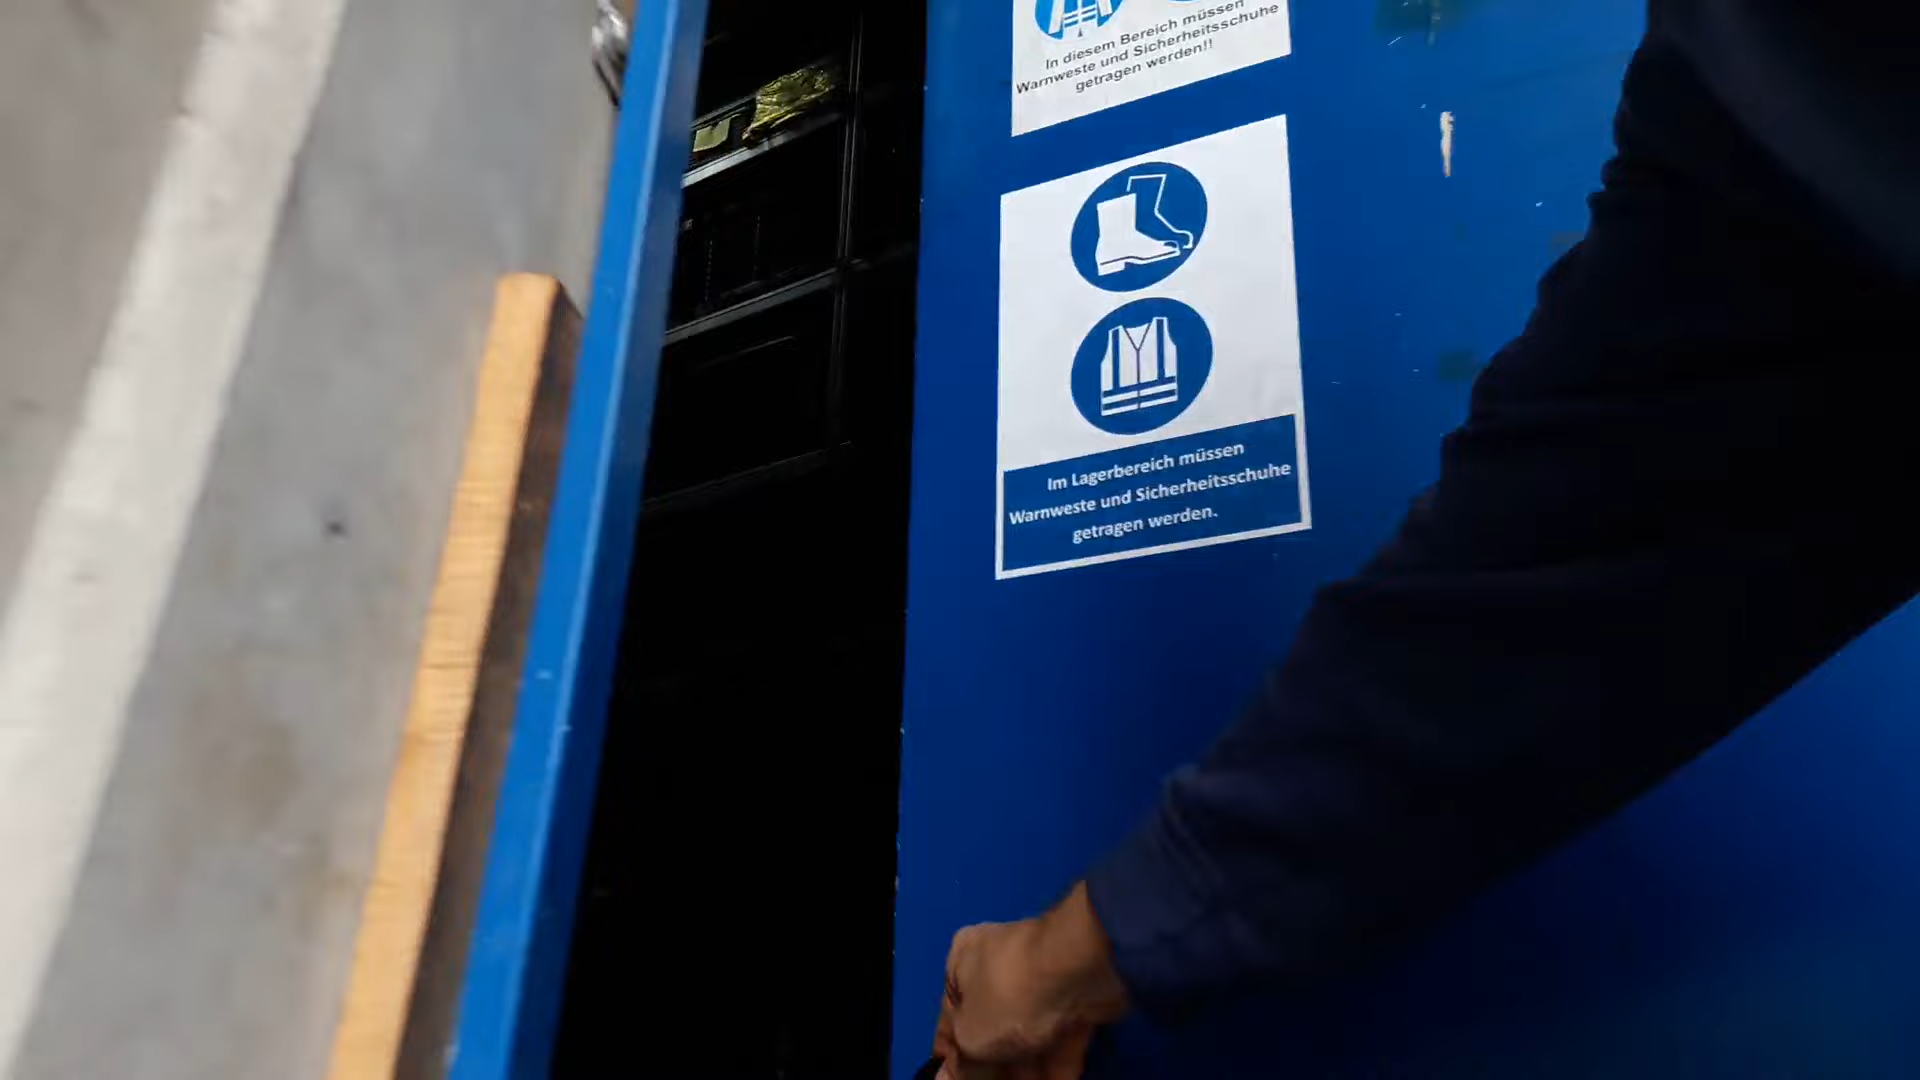 In diesem Bereich müssen
Warnweste und Sicherheitsschuhe
getragen werden!!
Im Lagerbereich müssen
Warnweste und Sicherheitsschuhe
getragen werden.